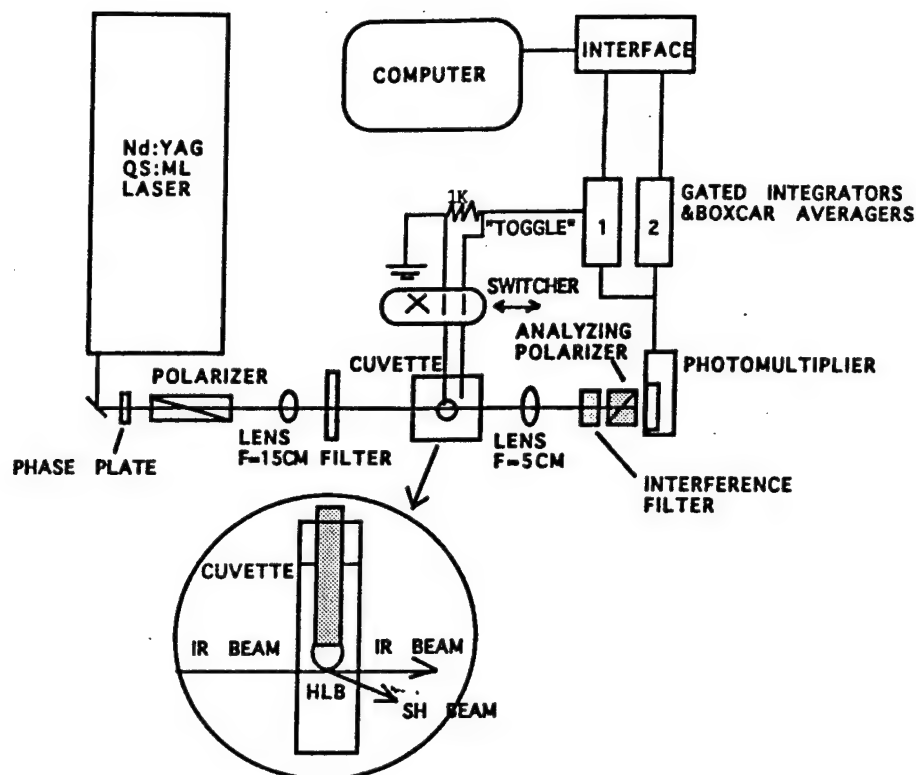 INTERFACE
COMPUTER
Nd:YAG
QS:ML
LASER
GATED INTEGRATORS
&BOXCAR AVERAGERS
1K
"TOGGLE"
1
2
SWITCHER
ANALYZING
POLARIZER
CUVETTE
PHOTOMULTIPLIER
POLARIZER
LENS
F=15CM
FILTER
LENS
F=5CM
PHASE PLATE
INTERFERENCE
FILTER
CUVETTE
IR BEAM
IR BEAM
HLB
SH BEAM